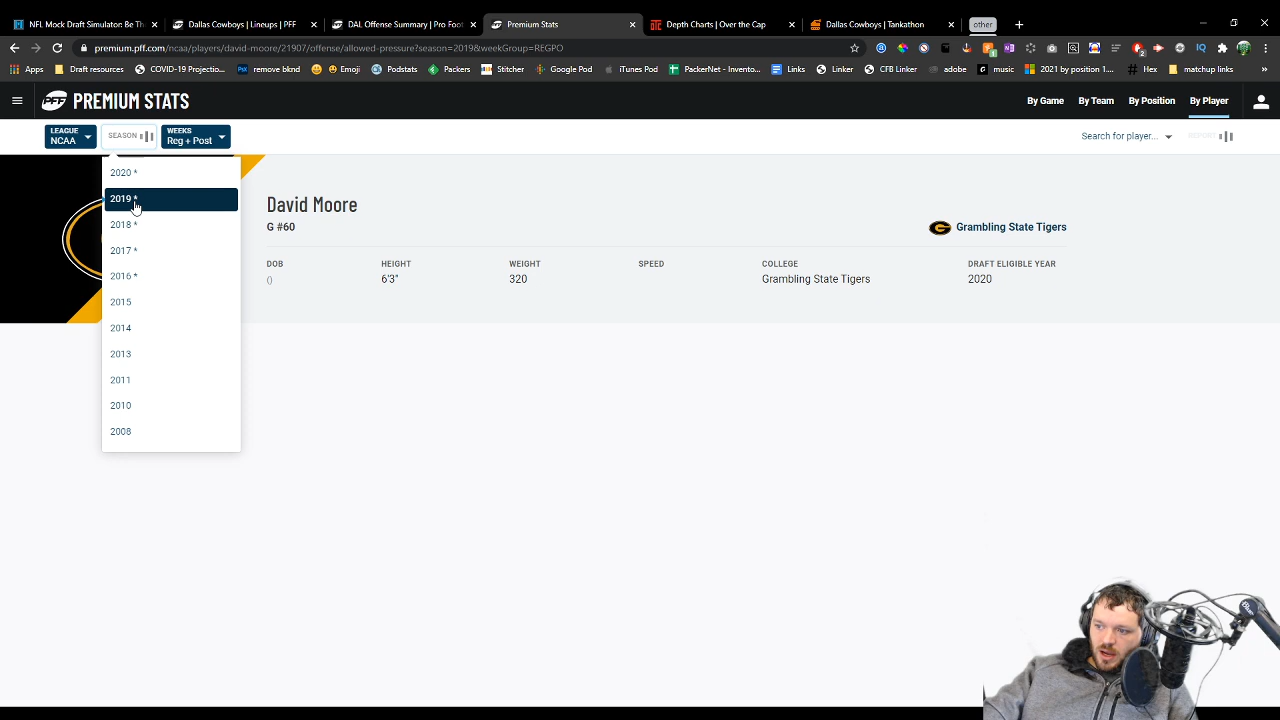 NFL Mock Draft Simulator: Be Th
Dallas Cowboys | Lineups | PFF
DAL Offense Summary | Pro Foot
Premium Stats
Depth Charts | Over the Cap
Dallas Cowboys | Tankathon
other
premium.pff.com/ncaa/players/david-moore/21907/offense/allowed-pressure?season=2019&weekGroup=REGPO
Apps
Draft resources
COVID-19 Projectio...
remove blind
Emoji
Podstats
Packers
Stitcher
Google Pod
iTunes Pod
PackerNet - Invento...
Links
Linker
CFB Linker
adobe
music
2021 by position 1...
Hex
matchup links
PFF PREMIUM STATS
By Game
By Team
By Position
By Player
LEAGUE
NCAA
SEASON
WEEKS
Reg + Post
Search for player...
2020 *
2019 *
2018 *
2017 *
2016 *
2015
2014
2013
2011
2010
2008
David Moore
G #60
Grambling State Tigers
DOB
HEIGHT
WEIGHT
SPEED
COLLEGE
DRAFT ELIGIBLE YEAR
()
6'3"
320
Grambling State Tigers
2020